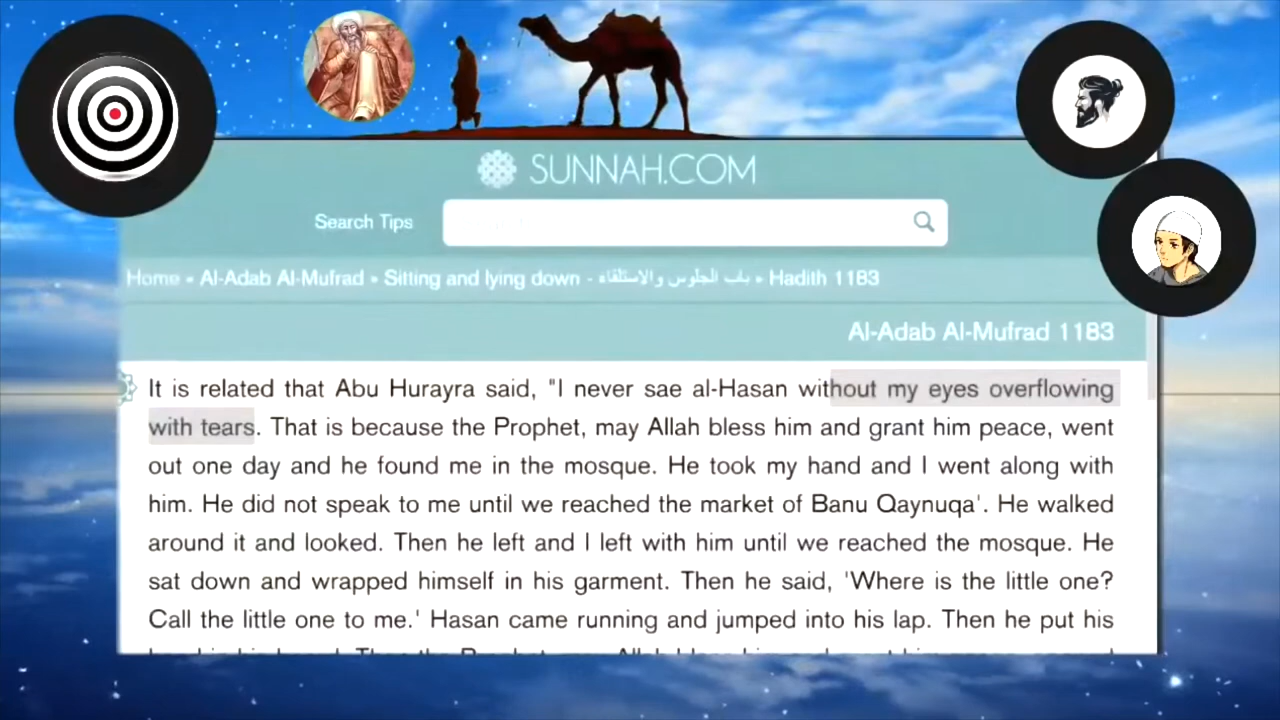 SUNNAH.COM
Search Tips
Home » Al-Adab Al-Mufrad » Sitting and lying down - باب الجلوس والاستلقاء » Hadith 1183
Al-Adab Al-Mufrad 1183
It is related that Abu Hurayra said, "I never sae al-Hasan without my eyes overflowing
with tears. That is because the Prophet, may Allah bless him and grant him peace, went
out one day and he found me in the mosque. He took my hand and I went along with
him. He did not speak to me until we reached the market of Banu Qaynuqa'. He walked
around it and looked. Then he left and I left with him until we reached the mosque. He
sat down and wrapped himself in his garment. Then he said, 'Where is the little one?
Call the little one to me.' Hasan came running and jumped into his lap. Then he put his